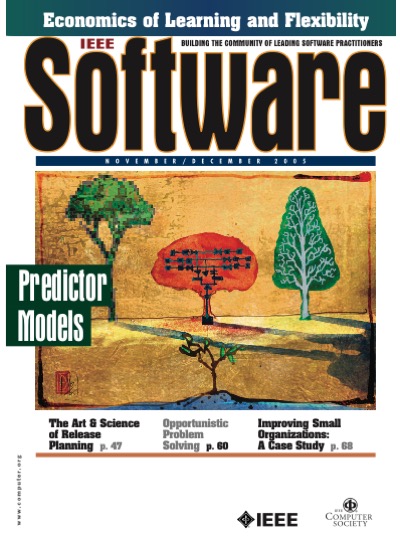 Economics of Learning and Flexibility
IEEE
BUILDING THE COMMUNITY OF LEADING SOFTWARE PRACTITIONERS
Software
NOVEMBER/DECEMBER 2005
Predictor
Models
The Art & Science
of Release
Planning p. 47
Opportunistic
Problem
Solving p. 60
Improving Small
Organizations:
A Case Study p. 68
www.computer.org
IEEE
IEEE
COMPUTER
SOCIETY